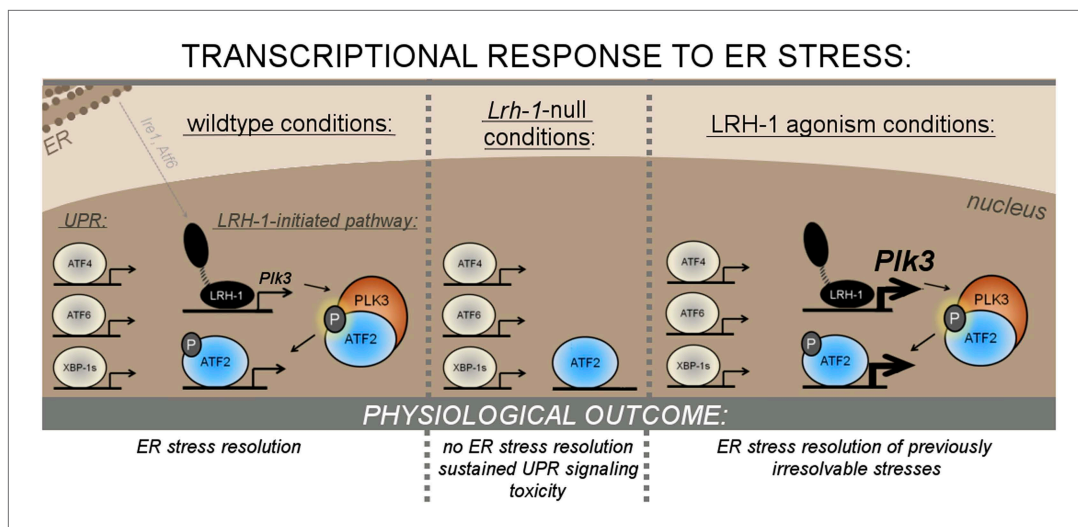 TRANSCRIPTIONAL RESPONSE TO ER STRESS:
ER
Ire1, Atf6
wildtype conditions:
Lrh-1-null
conditions:
LRH-1 agonism conditions:
nucleus
UPR:
LRH-1-initiated pathway:
ATF4
LRH-1
Plk3
PLK3
P
ATF2
ATF6
P
ATF2
XBP-1s
ATF4
ATF6
XBP-1s
ATF2
ATF4
LRH-1
Plk3
PLK3
P
ATF2
ATF6
P
ATF2
XBP-1s
PHYSIOLOGICAL OUTCOME:
ER stress resolution
no ER stress resolution
sustained UPR signaling
toxicity
ER stress resolution of previously
irresolvable stresses